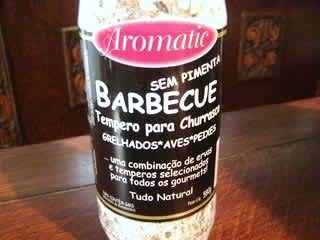 Aromatic
SEM PIMENTA
BARBECUE
Tempero para Churrasco
GRELHADOS*AVES*PEIXES
... uma combinação de ervas
e temperos selecionados
para todos os gourmets!
Tudo Natural